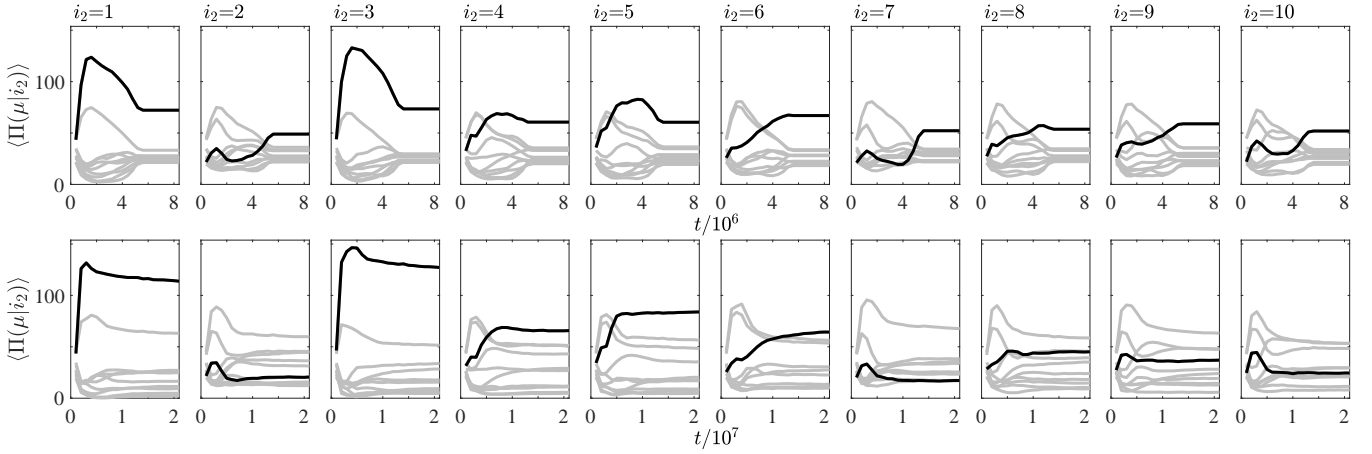 i₂=1 i₂=2 i₂=3 i₂=4 i₂=5 i₂=6 i₂=7 i₂=8 i₂=9 i₂=10
⟨Π(μ|i₂)⟩
100
0
0 4 8 0 4 8 0 4 8 0 4 8 0 4 8 0 4 8 0 4 8 0 4 8 0 4 8 0 4 8
t/10⁶
⟨Π(μ|i₂)⟩
100
0
0 1 2 0 1 2 0 1 2 0 1 2 0 1 2 0 1 2 0 1 2 0 1 2 0 1 2 0 1 2
t/10⁷